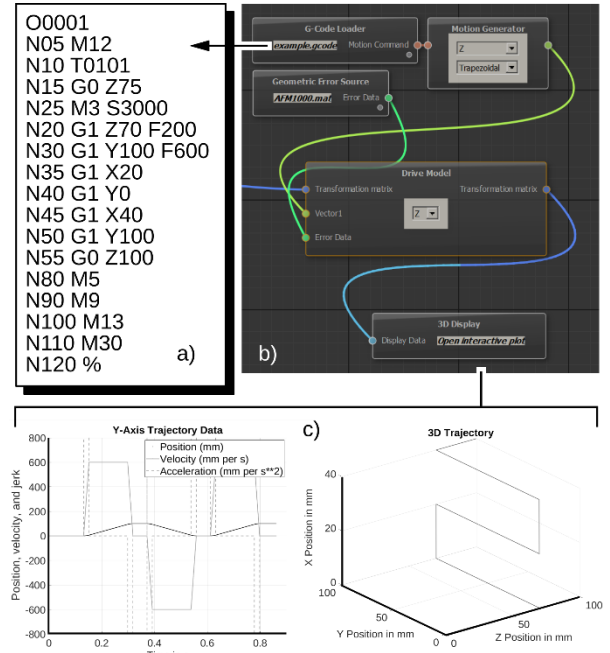 O0001
N05 M12
N10 T0101
N15 G0 Z75
N25 M3 S3000
N20 G1 Z70 F200
N30 G1 Y100 F600
N35 G1 X20
N40 G1 Y0
N45 G1 X40
N50 G1 Y100
N55 G0 Z100
N80 M5
N90 M9
N100 M13
N110 M30
N120 %
a)
G-Code Loader
example.gcode Motion Command
Motion Generator
Z
Trapezoidal
Geometric Error Source
AFM1000.mat Error Data
Drive Model
Transformation matrix Transformation matrix
Vector1
Z
Error Data
3D Display
Display Data Open interactive plot
b)
c)
Y-Axis Trajectory Data
Position (mm)
Velocity (mm per s)
Acceleration (mm per s**2)
Position, velocity, and jerk
800
600
400
200
0
-200
-400
-600
-800
0 0.2 0.4 0.6 0.8
3D Trajectory
X Position in mm
40
20
0
100
50
0
Y Position in mm
0
50
100
Z Position in mm